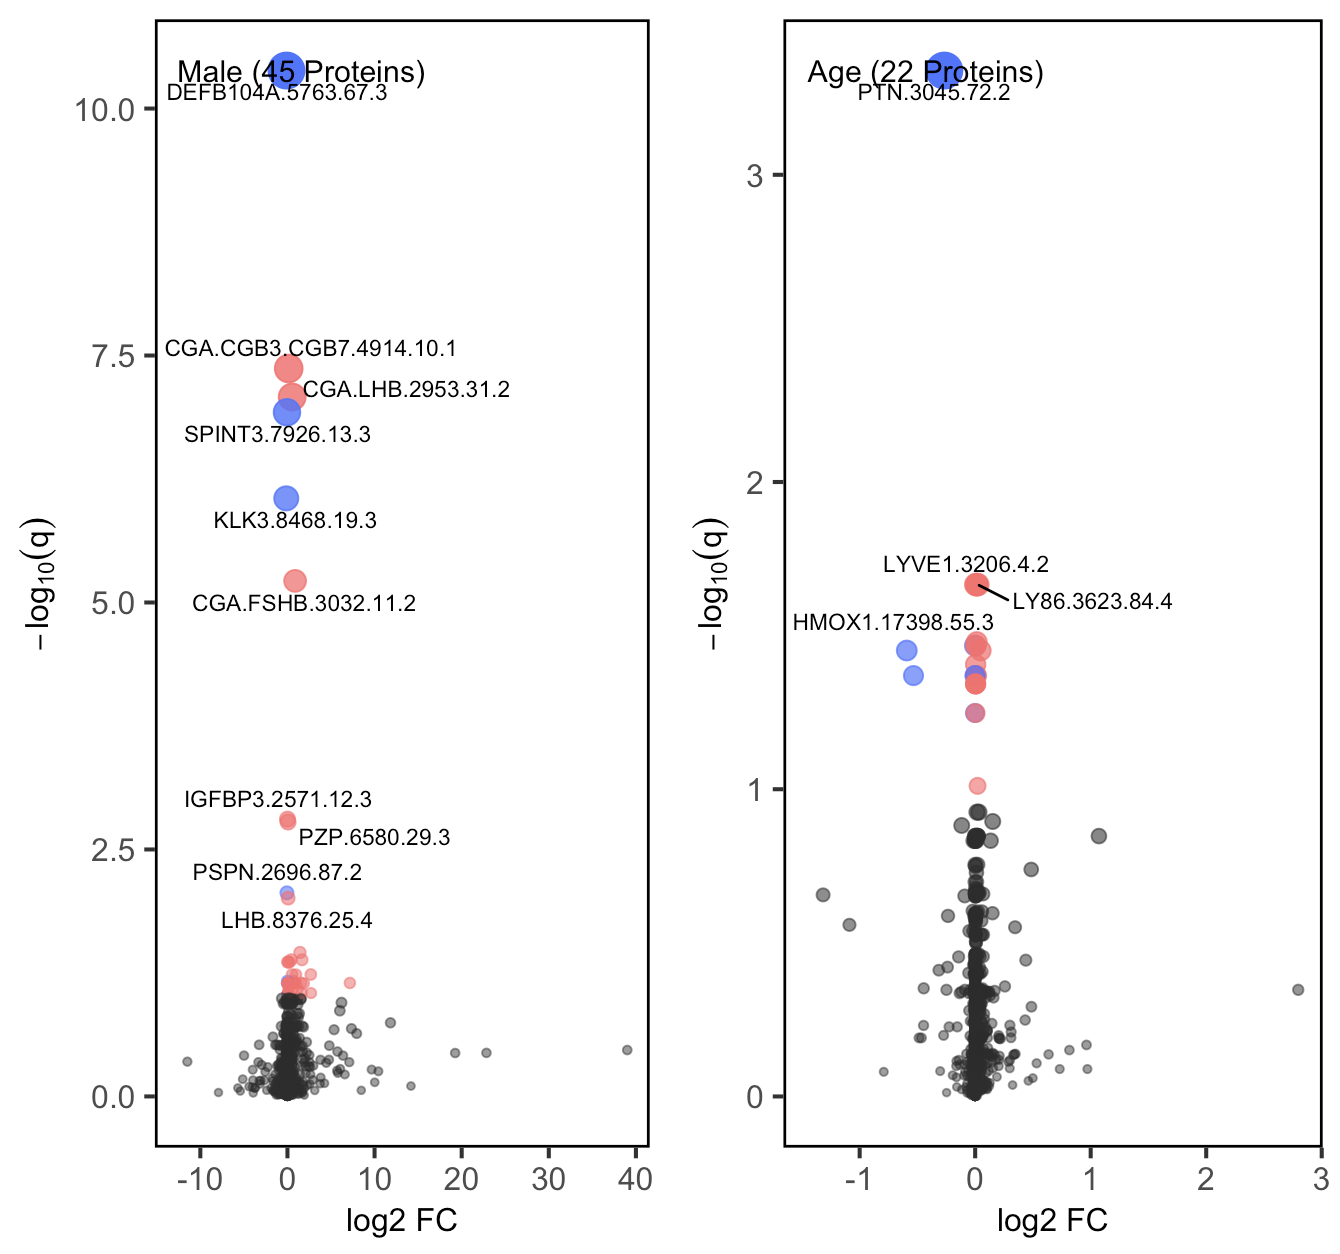 Male (45 Proteins)
DEFB104A.5763.67.3
10.0
CGA.CGB3.CGB7.4914.10.1
7.5
CGA.LHB.2953.31.2
SPINT3.7926.13.3
KLK3.8468.19.3
5.0
CGA.FSHB.3032.11.2
IGFBP3.2571.12.3
PZP.6580.29.3
2.5
PSPN.2696.87.2
LHB.8376.25.4
0.0
−log10(q)
-10 0 10 20 30 40
log2 FC
Age (22 Proteins)
PTN.3045.72.2
3
2
LYVE1.3206.4.2
LY86.3623.84.4
HMOX1.17398.55.3
1
0
−log10(q)
-1 0 1 2 3
log2 FC